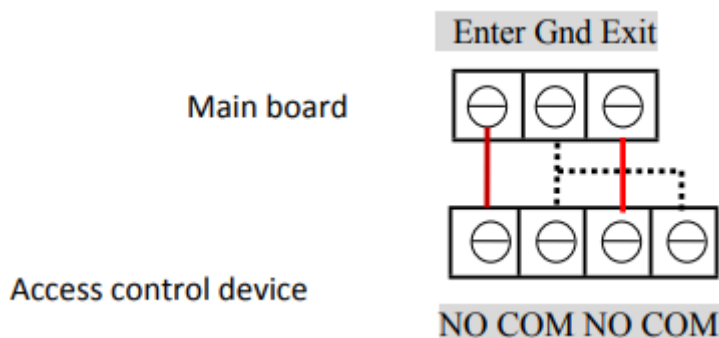 Enter Gnd Exit
Main board
Access control device
NO COM NO COM